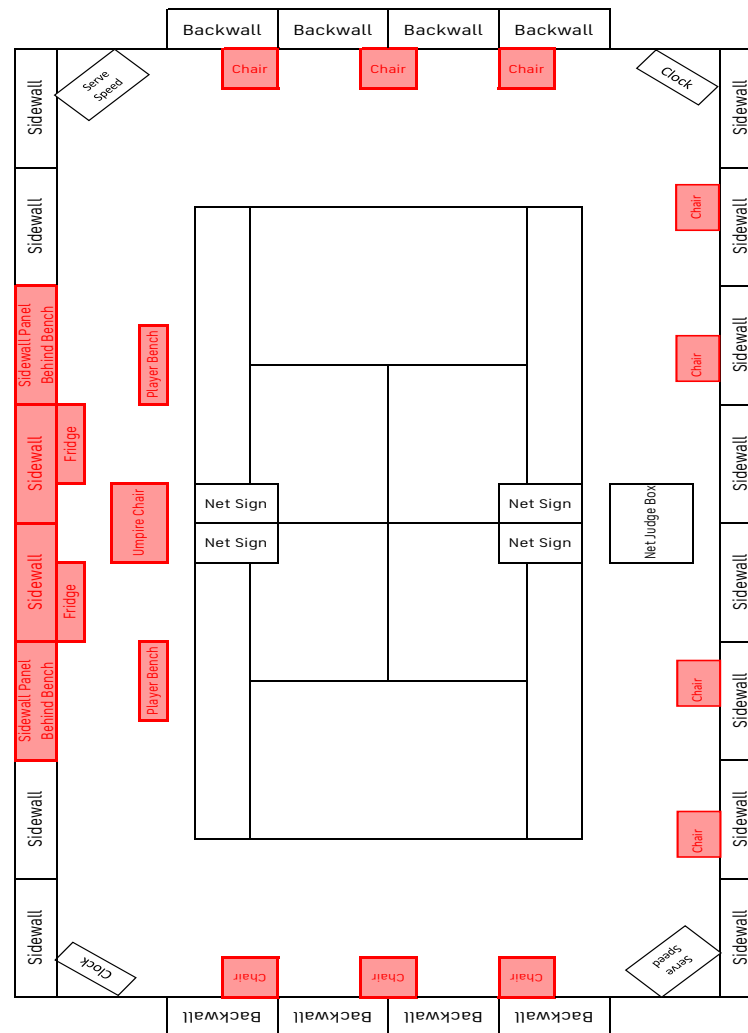 Backwall Backwall Backwall Backwall
Chair Chair Chair
Serve
Speed
Clock
Sidewall
Sidewall
Sidewall
Sidewall
Chair
Sidewall Panel
Behind Bench
Player Bench
Chair
Sidewall
Sidewall
Fridge
Umpire Chair
Net Sign
Net Sign
Net Judge Box
Sidewall
Net Sign
Net Sign
Sidewall
Fridge
Sidewall
Sidewall Panel
Behind Bench
Player Bench
Chair
Sidewall
Sidewall
Chair
Sidewall
Sidewall
Sidewall
Clock
Serve
Speed
Chair Chair Chair
Backwall Backwall Backwall Backwall